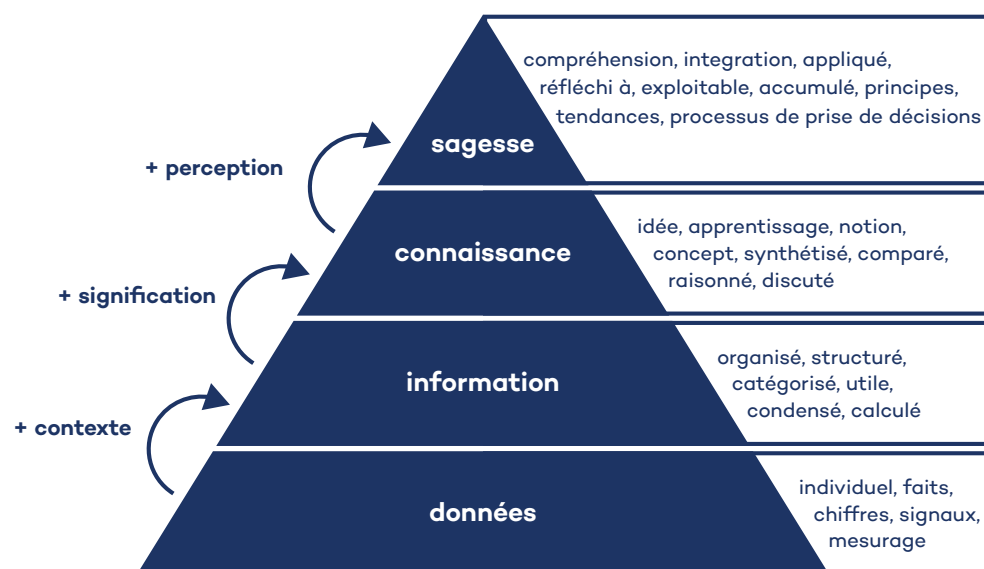 compréhension, integration, appliqué,
réfléchi à, exploitable, accumulé, principes,
tendances, processus de prise de décisions
sagesse
+ perception
idée, apprentissage, notion,
concept, synthétisé, comparé,
raisonné, discuté
connaissance
+ signification
organisé, structuré,
catégorisé, utile,
condensé, calculé
information
+ contexte
individuel, faits,
chiffres, signaux,
mesurage
données